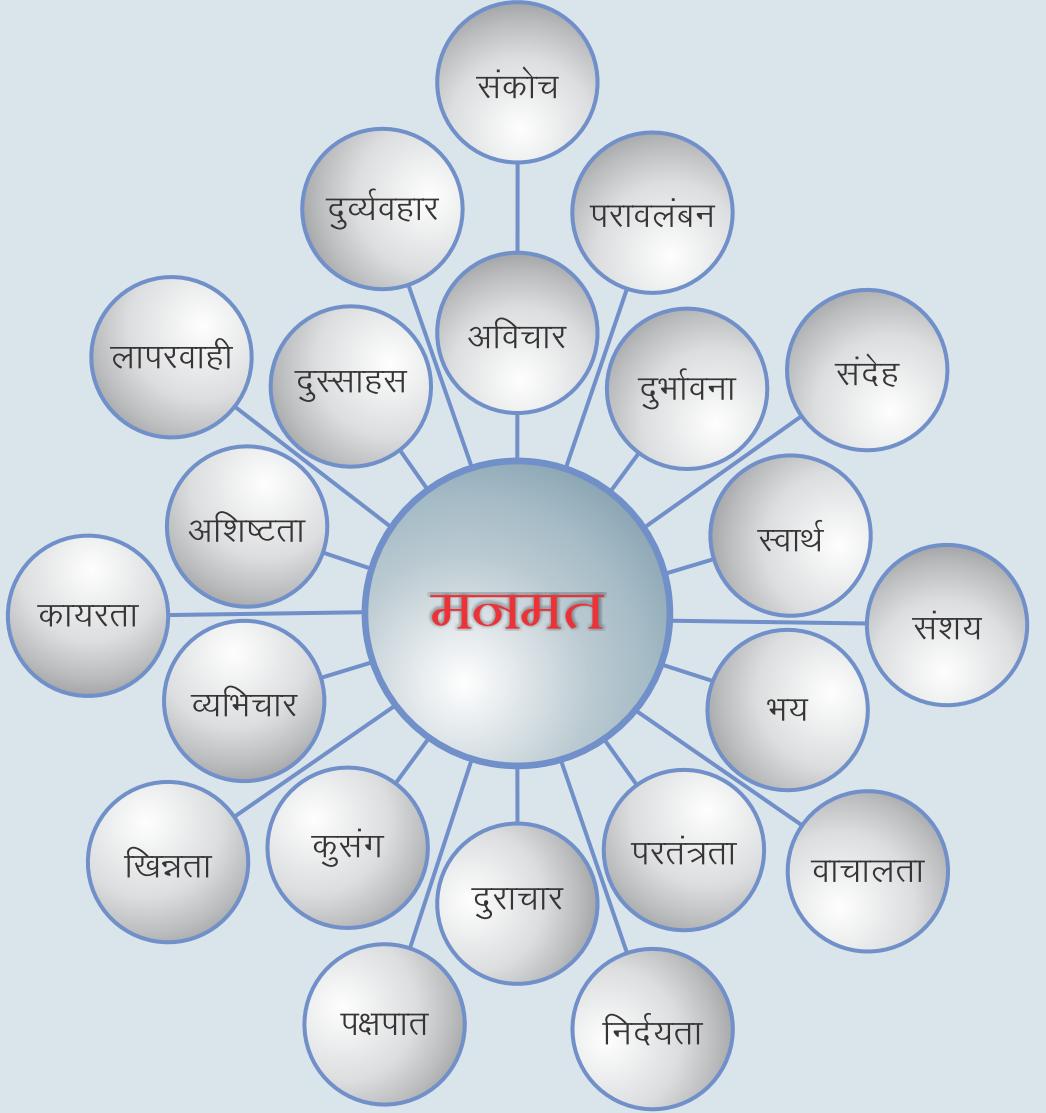 संकोच
दुर्व्यवहार
परावलंबन
अविचार
लापरवाही
दुस्साहस
दुर्भावना
संदेह
अशिष्टता
स्वार्थ
कायरता
मनमत
संशय
व्यभिचार
भय
खिन्नता
कुसंग
परतंत्रता
वाचालता
दुराचार
पक्षपात
निर्दयता